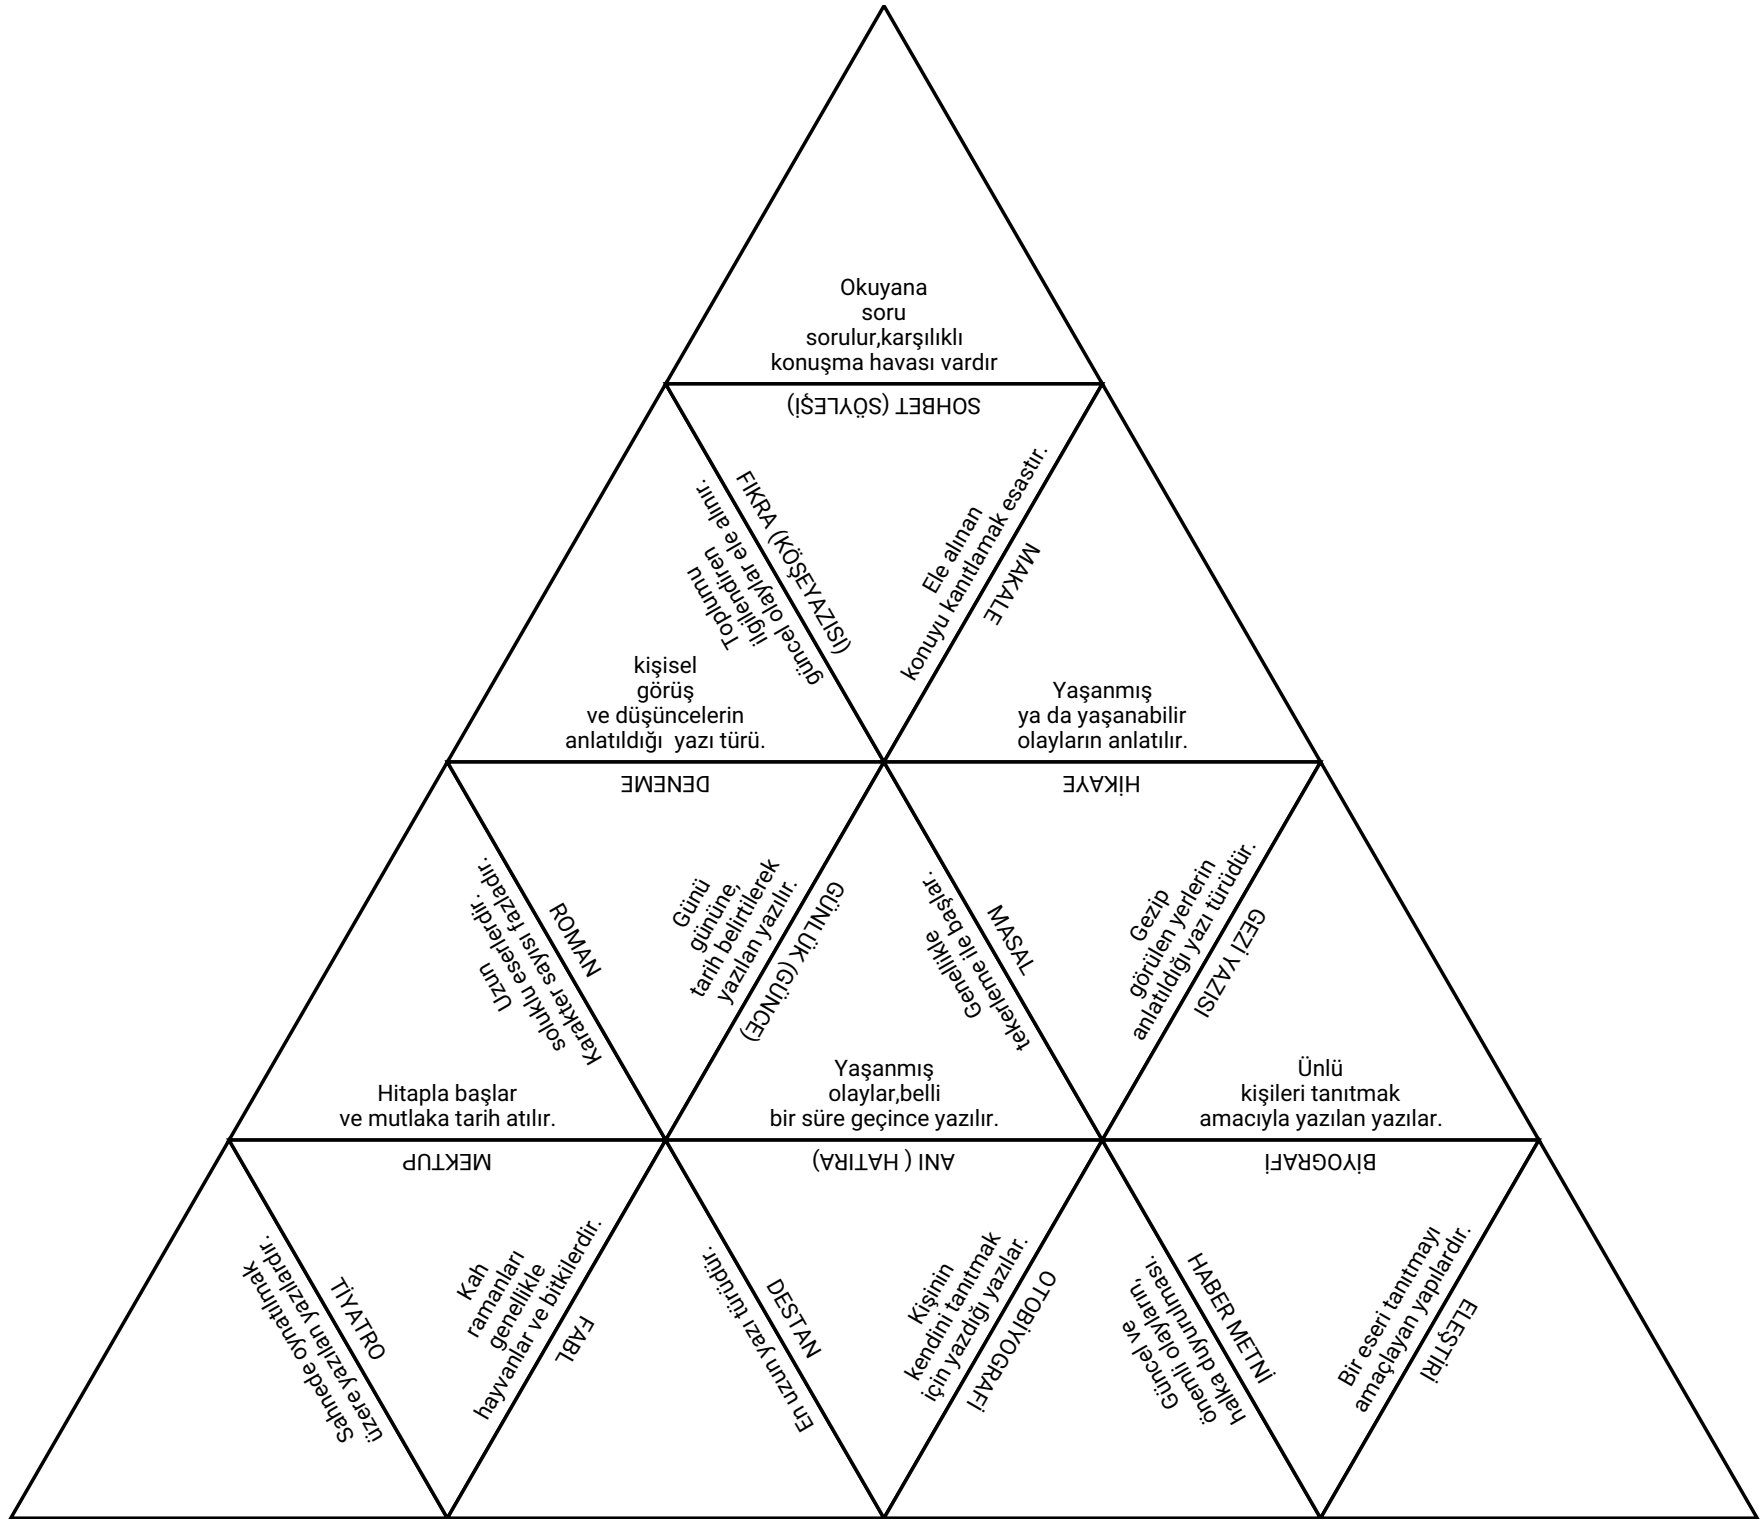 Okuyana
soru
sorulur,karşılıklı
konuşma havası vardır
SOHBET (SÖYLEŞİ)
FIKRA (KÖŞEYAZISI)
Toplumu
ilgilendiren
güncel olaylar ele alınır.
Ele alınan
konuyu kanıtlamak esastır.
MAKALE
kişisel
görüş
ve düşüncelerin
anlatıldığı  yazı türü.
DENEME
Yaşanmış
ya da yaşanabilir
olayların anlatılır.
HİKAYE
ROMAN
Uzun
soluklu eserlerdir.
Karakter sayısı fazladır.
Günü
gününe,
tarih belirtilerek
yazılan yazılır.
GÜNLÜK (GÜNCE)
MASAL
Genellikle
tekerleme ile başlar.
Gezip
görülen yerlerin
anlatıldığı yazı türüdür.
GEZİ YAZISI
Hitapla başlar
ve mutlaka tarih atılır.
MEKTUP
Yaşanmış
olaylar,belli
bir süre geçince yazılır.
ANI ( HATIRA)
Ünlü
kişileri tanıtmak
amacıyla yazılan yazılar.
BİYOGRAFİ
TİYATRO
Sahnede oynatılmak
üzere yazılan yazılardır.
Kah
ramanları
genellikle
hayvanlar ve bitkilerdir.
FABL
DESTAN
En uzun yazı türüdür.
Kişinin
kendini tanıtmak
için yazdığı yazılar.
OTOBİYOGRAFİ
HABER METNİ
Güncel ve
önemli olayların,
halka duyurulması.
Bir eseri tanıtmayı
amaçlayan yapılardır.
ELEŞTİRİ